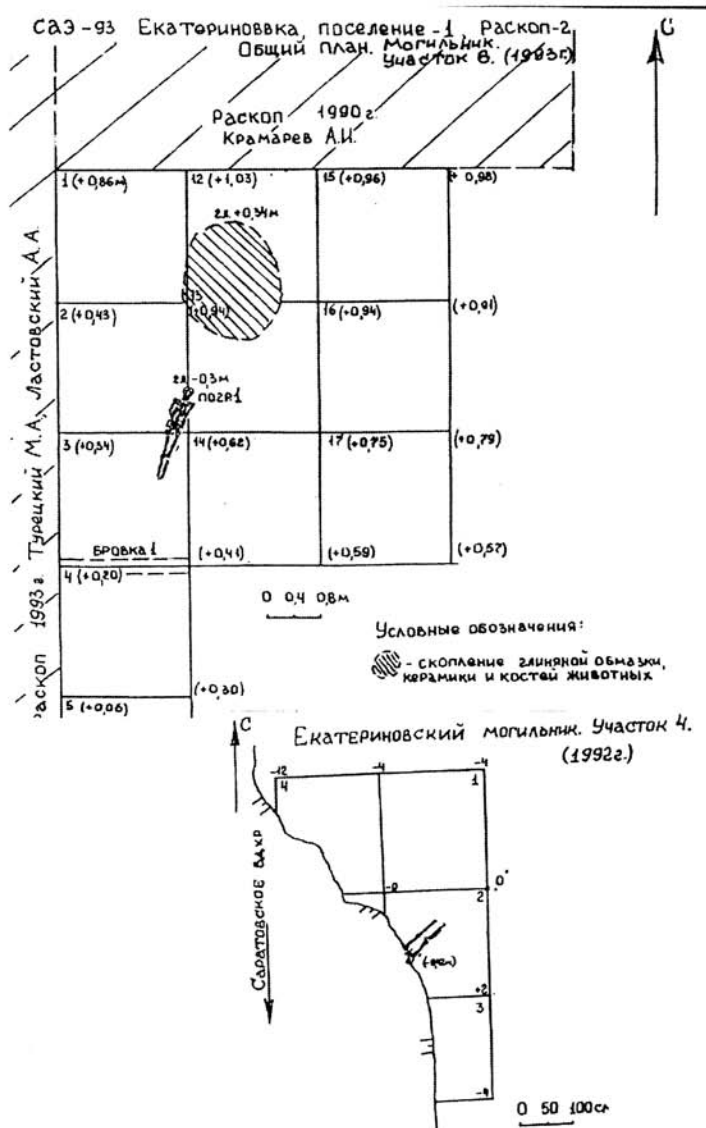 САЭ-93 Екатериноввка, поселение-1, Раскоп-2
Общий план. Могильник.
Участок 6. (1993г.)
С
Раскоп 1990г.
Крамарев А.И.
1 (+0,86м)
12 (+1,03)
15 (+0,96)
(+0,98)
гл +0,34м
2 (+0,43)
13
(+0,94)
16 (+0,94)
(+0,91)
гл -0,3м
погр.1
3 (+0,34)
14 (+0,62)
17 (+0,75)
(+0,79)
Бровка 1
(+0,41)
(+0,59)
(+0,57)
4 (+0,20)
0 0,4 0,8м
Раскоп 1993г. Турецкий М.А, Ластовский А.А.
Условные обозначения:
- скопление глиняной обмазки,
керамики и костей животных
5 (+0,06)
(+0,30)
С
Екатериновский могильник. Участок 4.
(1992г.)
-12
4
-4
-4
1
0
2
+2
3
-4
Саратовское вдхр
0 50 100см